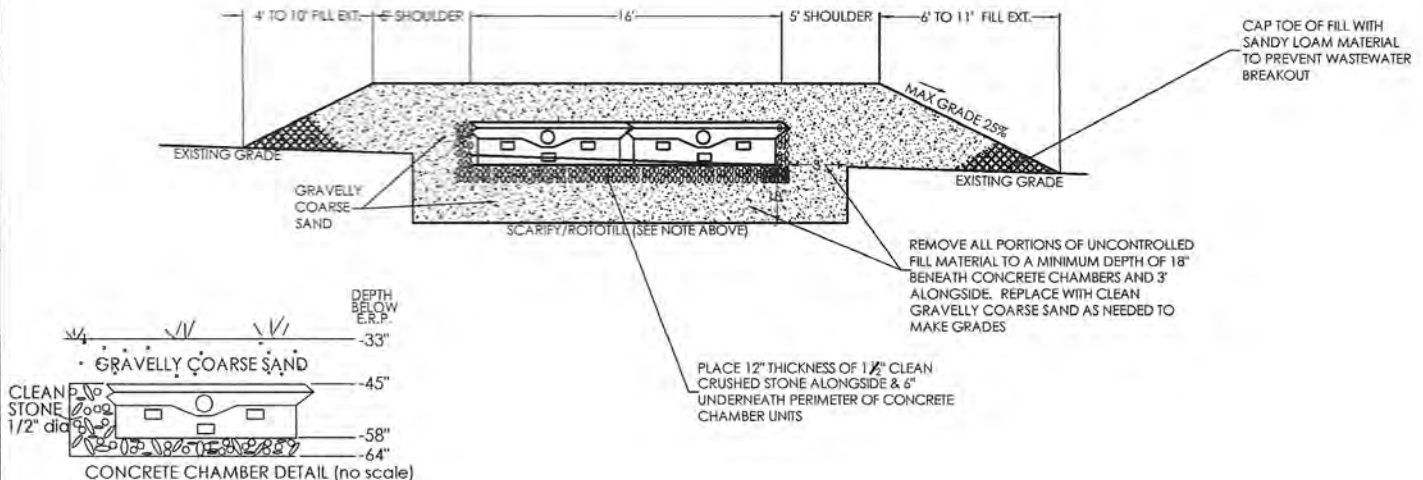 4' TO 10' FILL EXT.
5' SHOULDER
16'
5' SHOULDER
6' TO 11' FILL EXT.
CAP TOE OF FILL WITH
SANDY LOAM MATERIAL
TO PREVENT WASTEWATER
BREAKOUT
MAX GRADE 25%
EXISTING GRADE
EXISTING GRADE
GRAVELLY
COARSE
SAND
18"
SCARIFY/ROTOTILL (SEE NOTE ABOVE)
REMOVE ALL PORTIONS OF UNCONTROLLED
FILL MATERIAL TO A MINIMUM DEPTH OF 18"
BENEATH CONCRETE CHAMBERS AND 3'
ALONGSIDE. REPLACE WITH CLEAN
GRAVELLY COARSE SAND AS NEEDED TO
MAKE GRADES
PLACE 12" THICKNESS OF 1½" CLEAN
CRUSHED STONE ALONGSIDE & 6"
UNDERNEATH PERIMETER OF CONCRETE
CHAMBER UNITS
DEPTH
BELOW
E.R.P.
-33"
GRAVELLY COARSE SAND
-45"
CLEAN
STONE
1/2" dia
-58"
-64"
CONCRETE CHAMBER DETAIL (no scale)